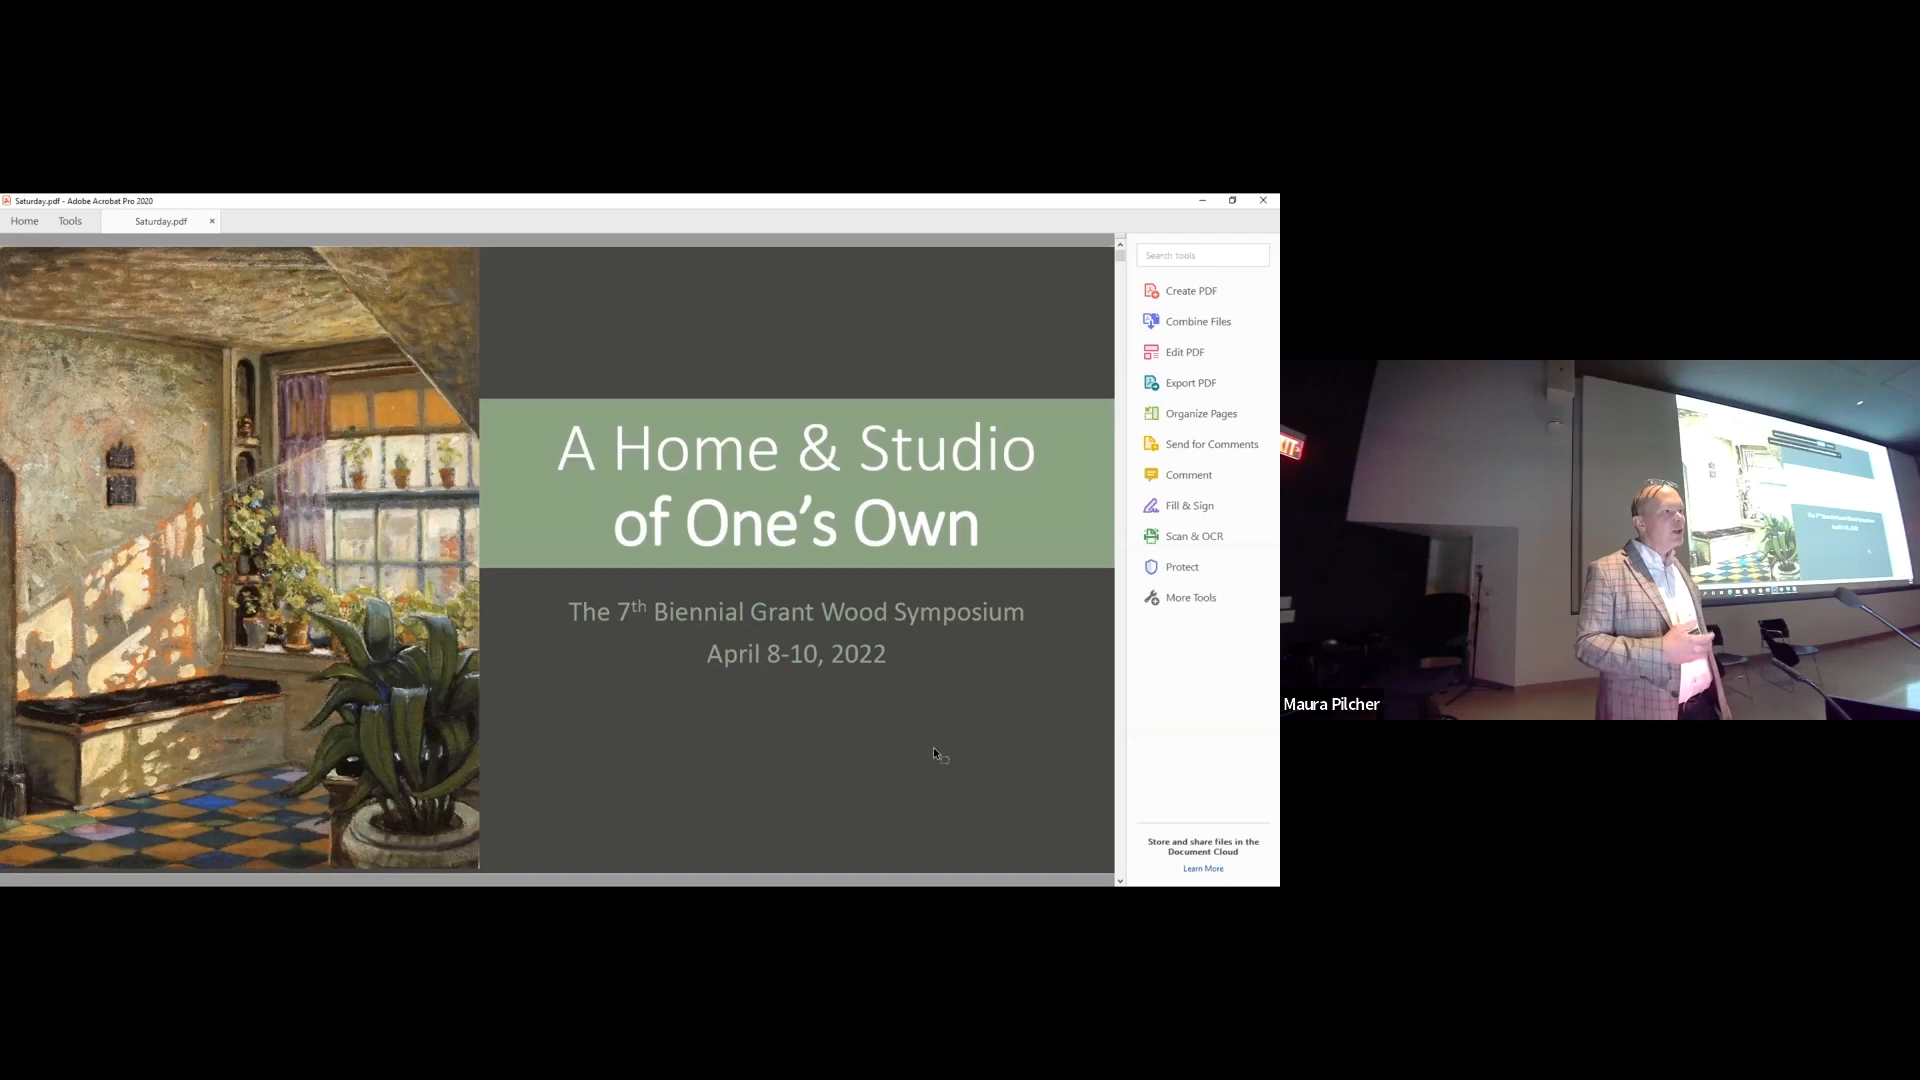 Saturday.pdf - Adobe Acrobat Pro 2020
Home Tools Saturday.pdf
A Home & Studio
of One's Own
The 7th Biennial Grant Wood Symposium
April 8-10, 2022
Search tools
Create PDF
Combine Files
Edit PDF
Export PDF
Organize Pages
Send for Comments
Comment
Fill & Sign
Scan & OCR
Protect
More Tools
Store and share files in the
Document Cloud
Learn More
Maura Pilcher